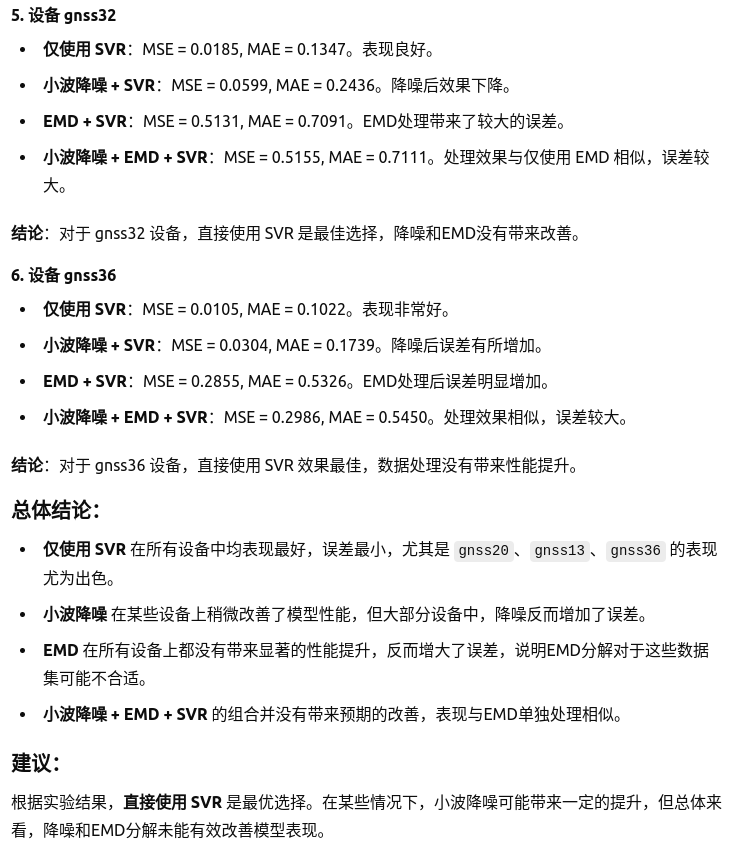 5. 设备 gnss32
• 仅使用 SVR：MSE = 0.0185, MAE = 0.1347。表现良好。
• 小波降噪 + SVR：MSE = 0.0599, MAE = 0.2436。降噪后效果下降。
• EMD + SVR：MSE = 0.5131, MAE = 0.7091。EMD处理带来了较大的误差。
• 小波降噪 + EMD + SVR：MSE = 0.5155, MAE = 0.7111。处理效果与仅使用 EMD 相似，误差较
大。
结论：对于 gnss32 设备，直接使用 SVR 是最佳选择，降噪和EMD没有带来改善。
6. 设备 gnss36
• 仅使用 SVR：MSE = 0.0105, MAE = 0.1022。表现非常好。
• 小波降噪 + SVR：MSE = 0.0304, MAE = 0.1739。降噪后误差有所增加。
• EMD + SVR：MSE = 0.2855, MAE = 0.5326。EMD处理后误差明显增加。
• 小波降噪 + EMD + SVR：MSE = 0.2986, MAE = 0.5450。处理效果相似，误差较大。
结论：对于 gnss36 设备，直接使用 SVR 效果最佳，数据处理没有带来性能提升。
总体结论：
• 仅使用 SVR 在所有设备中均表现最好，误差最小，尤其是 gnss20、gnss13、gnss36 的表现
尤为出色。
• 小波降噪 在某些设备上稍微改善了模型性能，但大部分设备中，降噪反而增加了误差。
• EMD 在所有设备上都没有带来显著的性能提升，反而增大了误差，说明EMD分解对于这些数据
集可能不合适。
• 小波降噪 + EMD + SVR 的组合并没有带来预期的改善，表现与EMD单独处理相似。
建议：
根据实验结果，直接使用 SVR 是最优选择。在某些情况下，小波降噪可能带来一定的提升，但总体来
看，降噪和EMD分解未能有效改善模型表现。